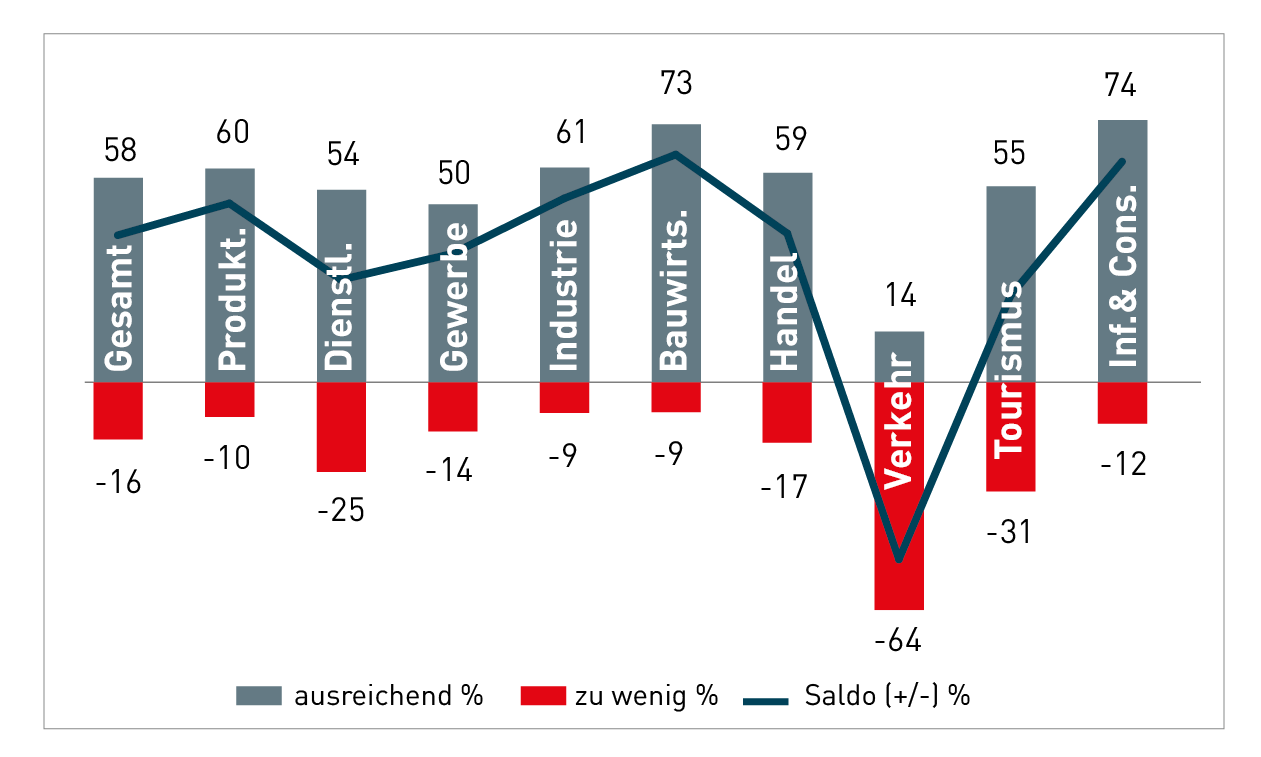 58
60
54
50
61
73
59
14
55
74
Gesamt
Produkt.
Dienstl.
Gewerbe
Industrie
Bauwirts.
Handel
Verkehr
Tourismus
Inf.& Cons.
-16
-10
-25
-14
-9
-9
-17
-64
-31
-12
ausreichend %
zu wenig %
Saldo (+/-) %